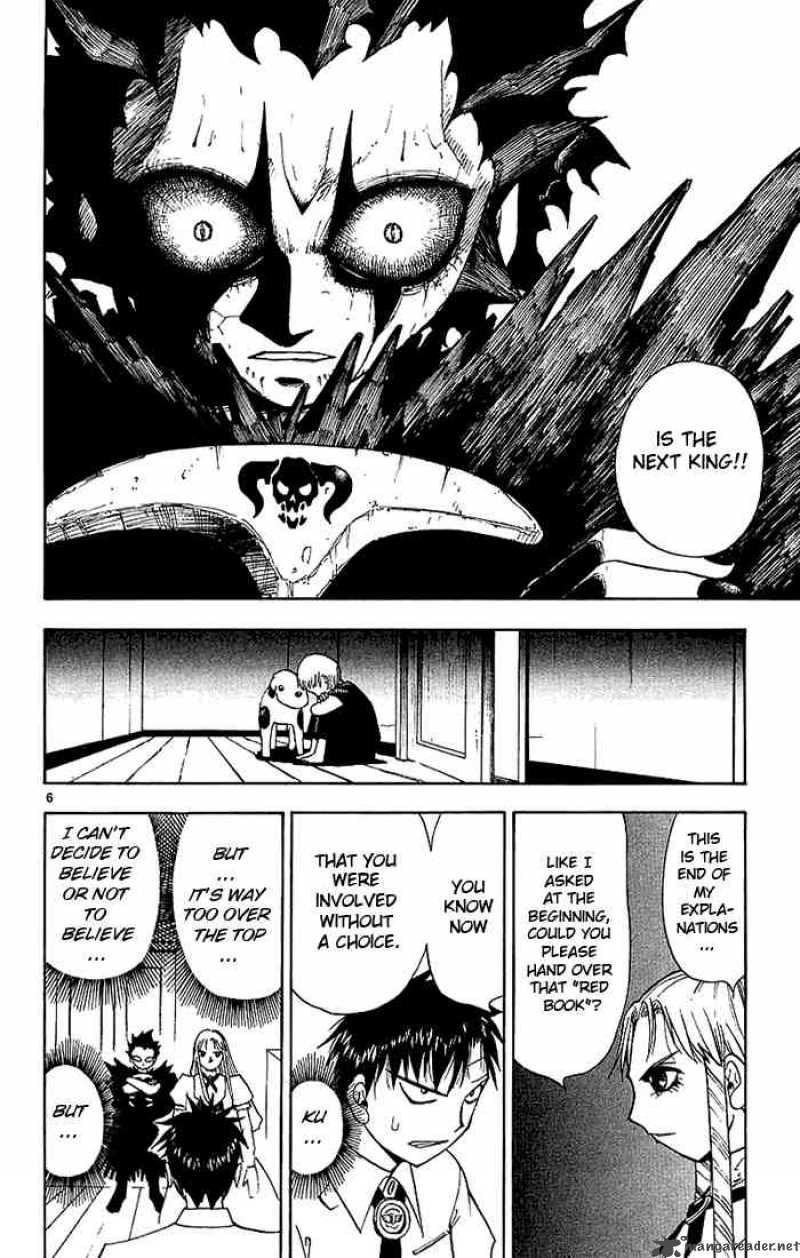 IS THE
NEXT KING!!
6
THIS
IS THE
END OF
MY
EXPLA-
NATIONS
...
LIKE I
ASKED
AT THE
BEGINNING,
COULD YOU
PLEASE
HAND OVER
THAT "RED
BOOK"?
YOU
KNOW
NOW
THAT YOU
WERE
INVOLVED
WITHOUT
A CHOICE.
KU
...
BUT
...
IT'S WAY
TOO OVER
THE TOP
...
I CAN'T
DECIDE TO
BELIEVE
OR NOT
TO
BELIEVE
...
BUT
...
mangareader.net